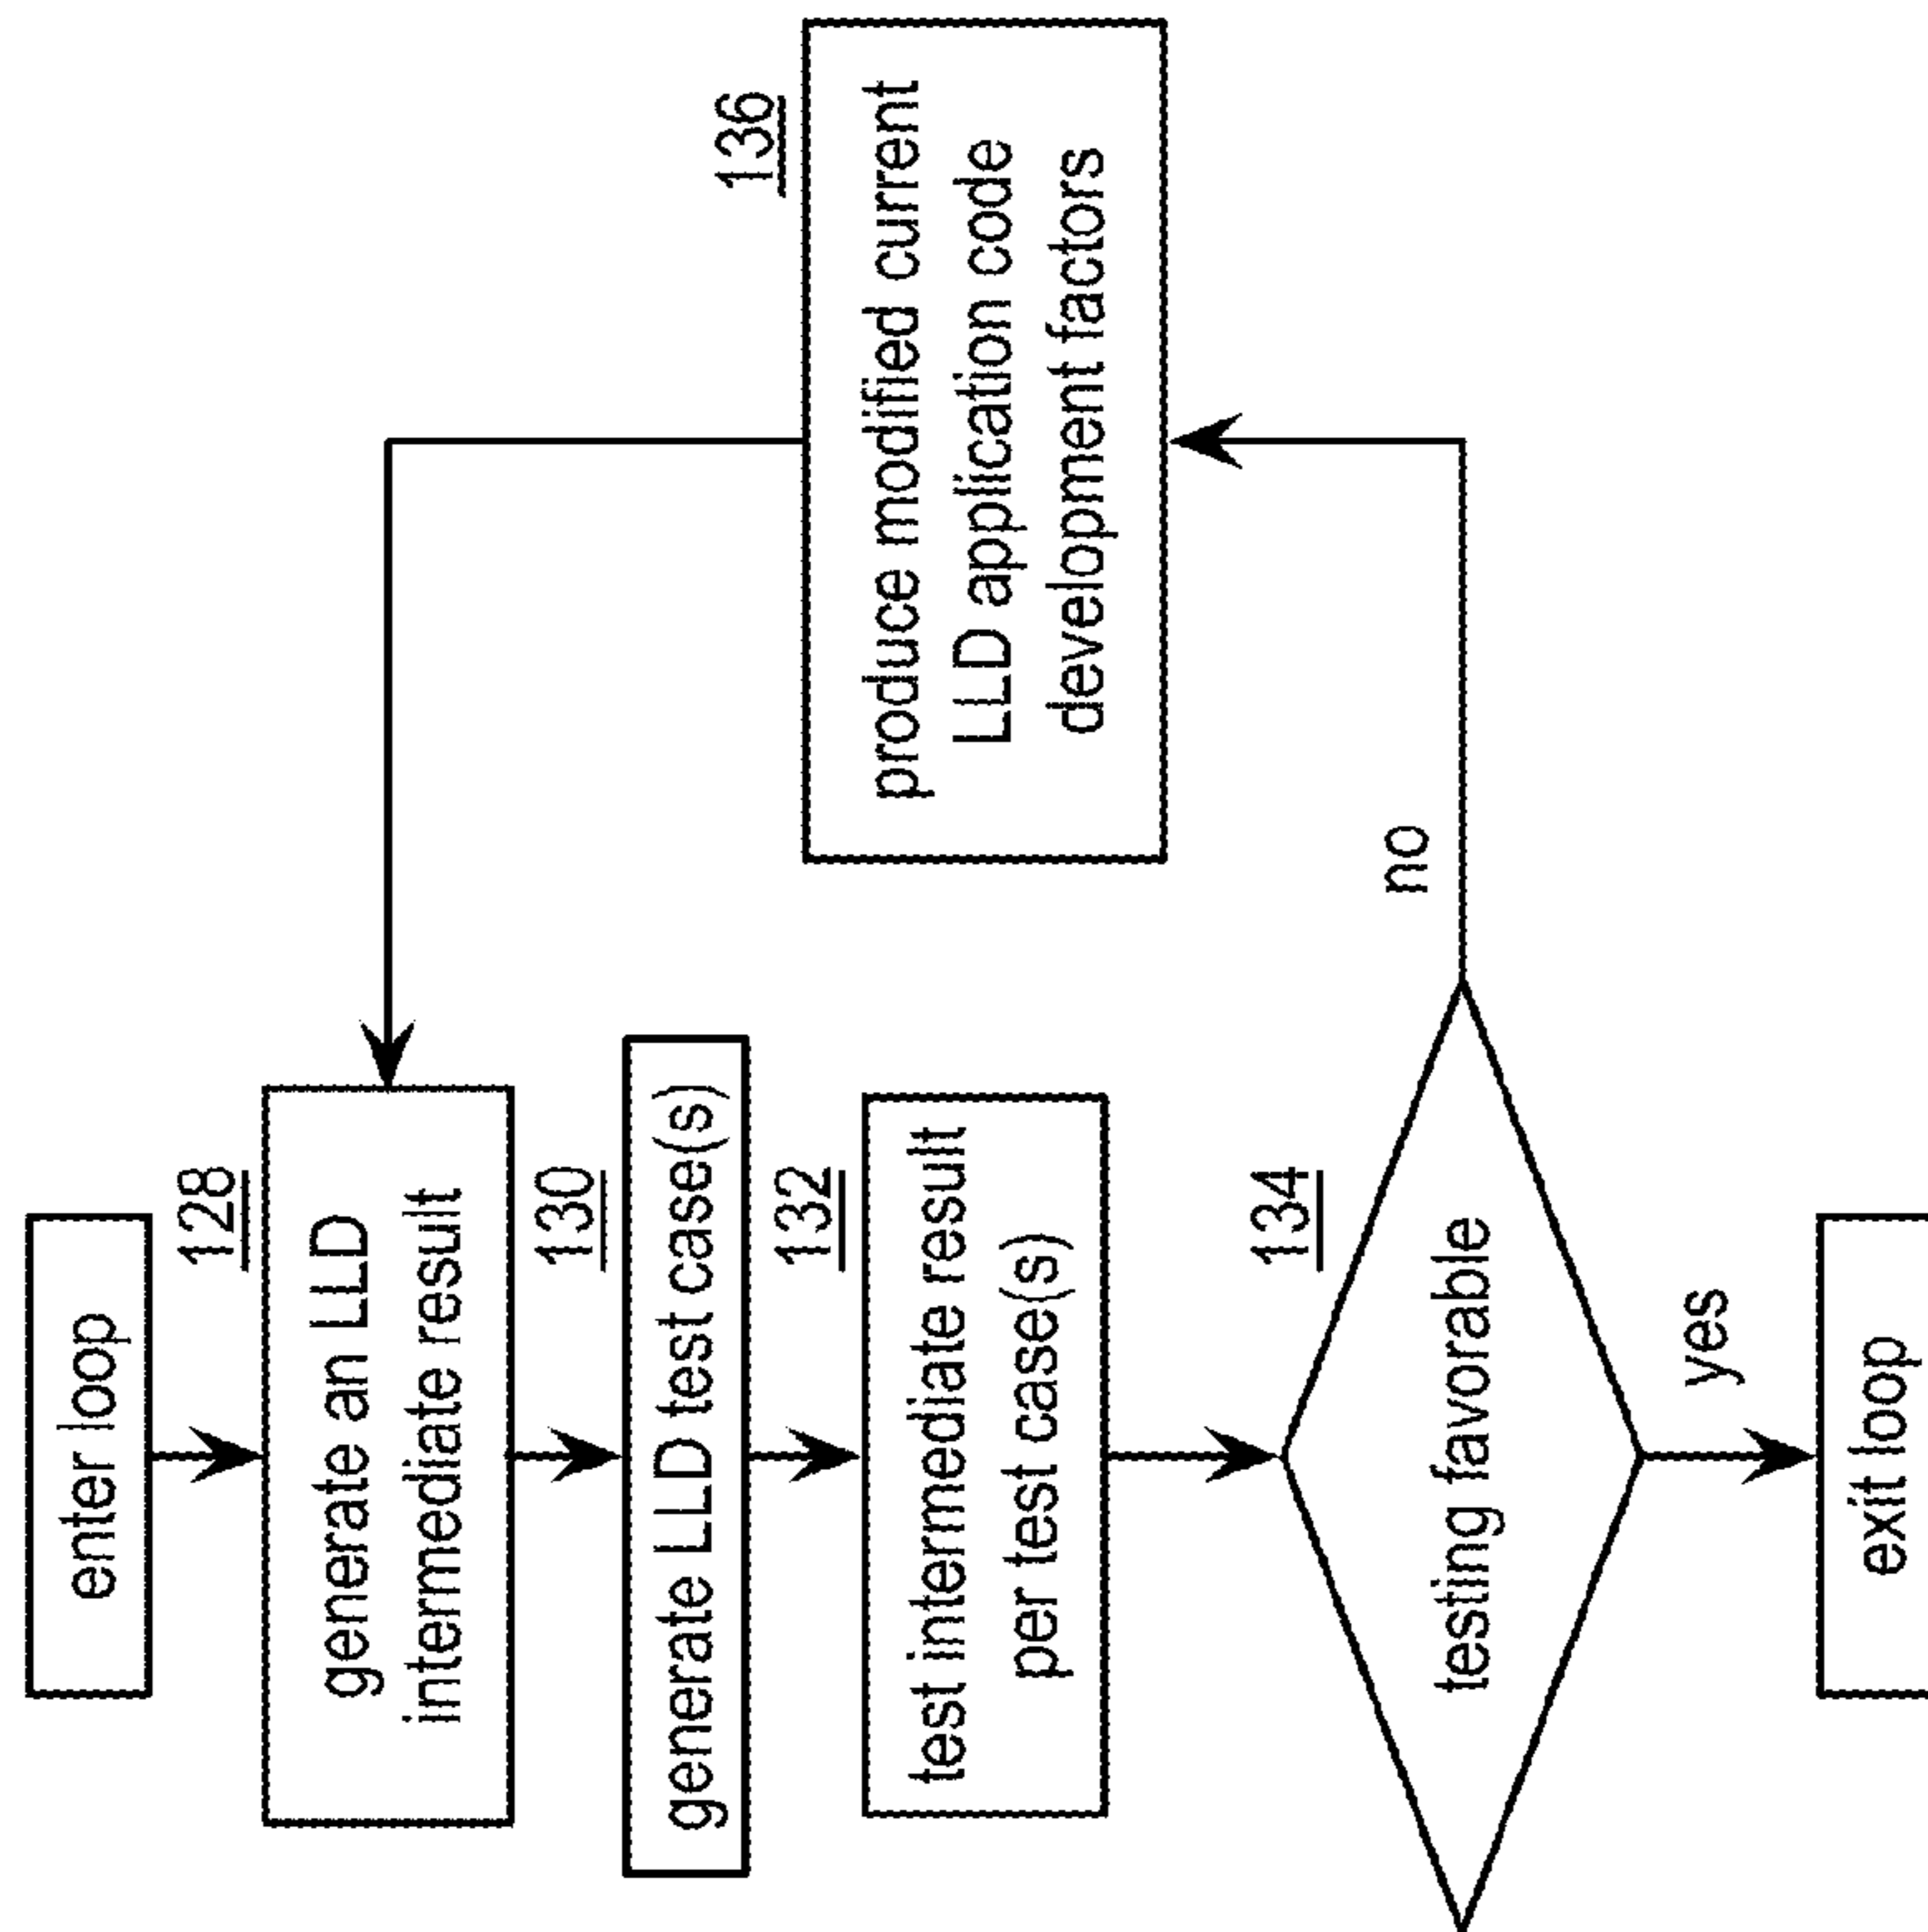 enter loop
128
generate an LLD
intermediate result
130
generate LLD test case(s)
132
test intermediate result
per test case(s)
134
testing favorable
yes
exit loop
no
136
produce modified current
LLD application code
development factors